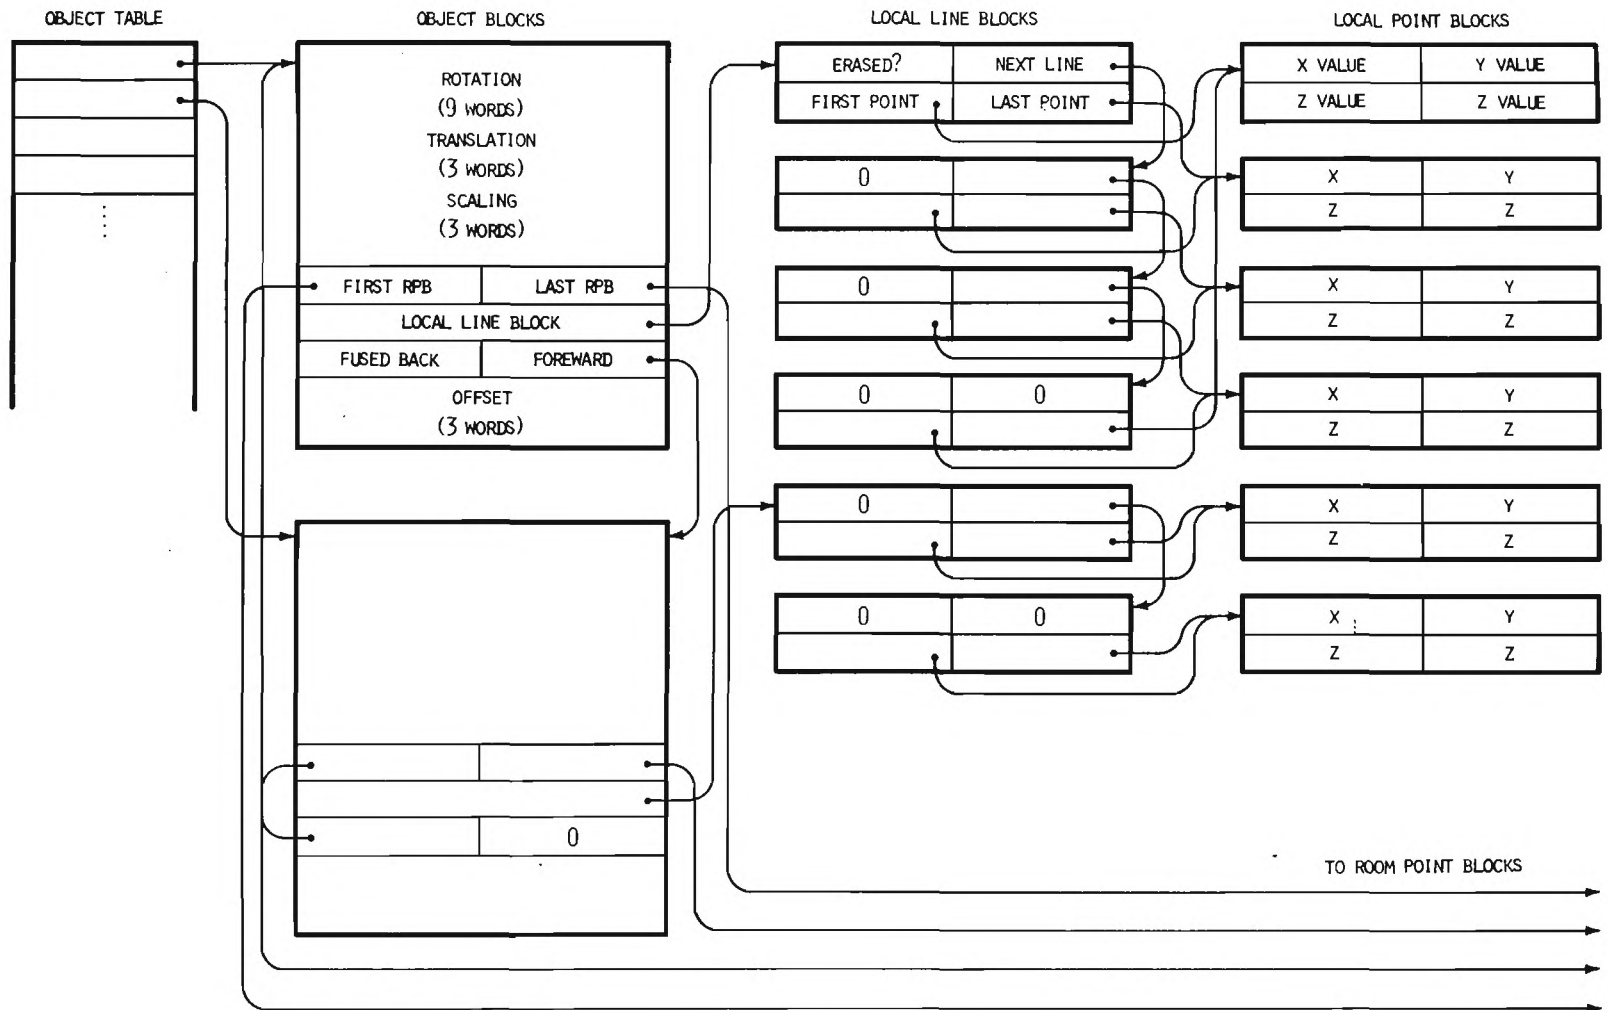 OBJECT TABLE
OBJECT BLOCKS
LOCAL LINE BLOCKS
LOCAL POINT BLOCKS
ROTATION
(9 WORDS)
TRANSLATION
(3 WORDS)
SCALING
(3 WORDS)
FIRST RPB LAST RPB
LOCAL LINE BLOCK
FUSED BACK FOREWARD
OFFSET
(3 WORDS)
0
ERASED? NEXT LINE
FIRST POINT LAST POINT
0
0
0 0
0
0 0
X VALUE Y VALUE
Z VALUE Z VALUE
X Y
Z Z
X Y
Z Z
X Y
Z Z
X Y
Z Z
X Y
Z Z
TO ROOM POINT BLOCKS